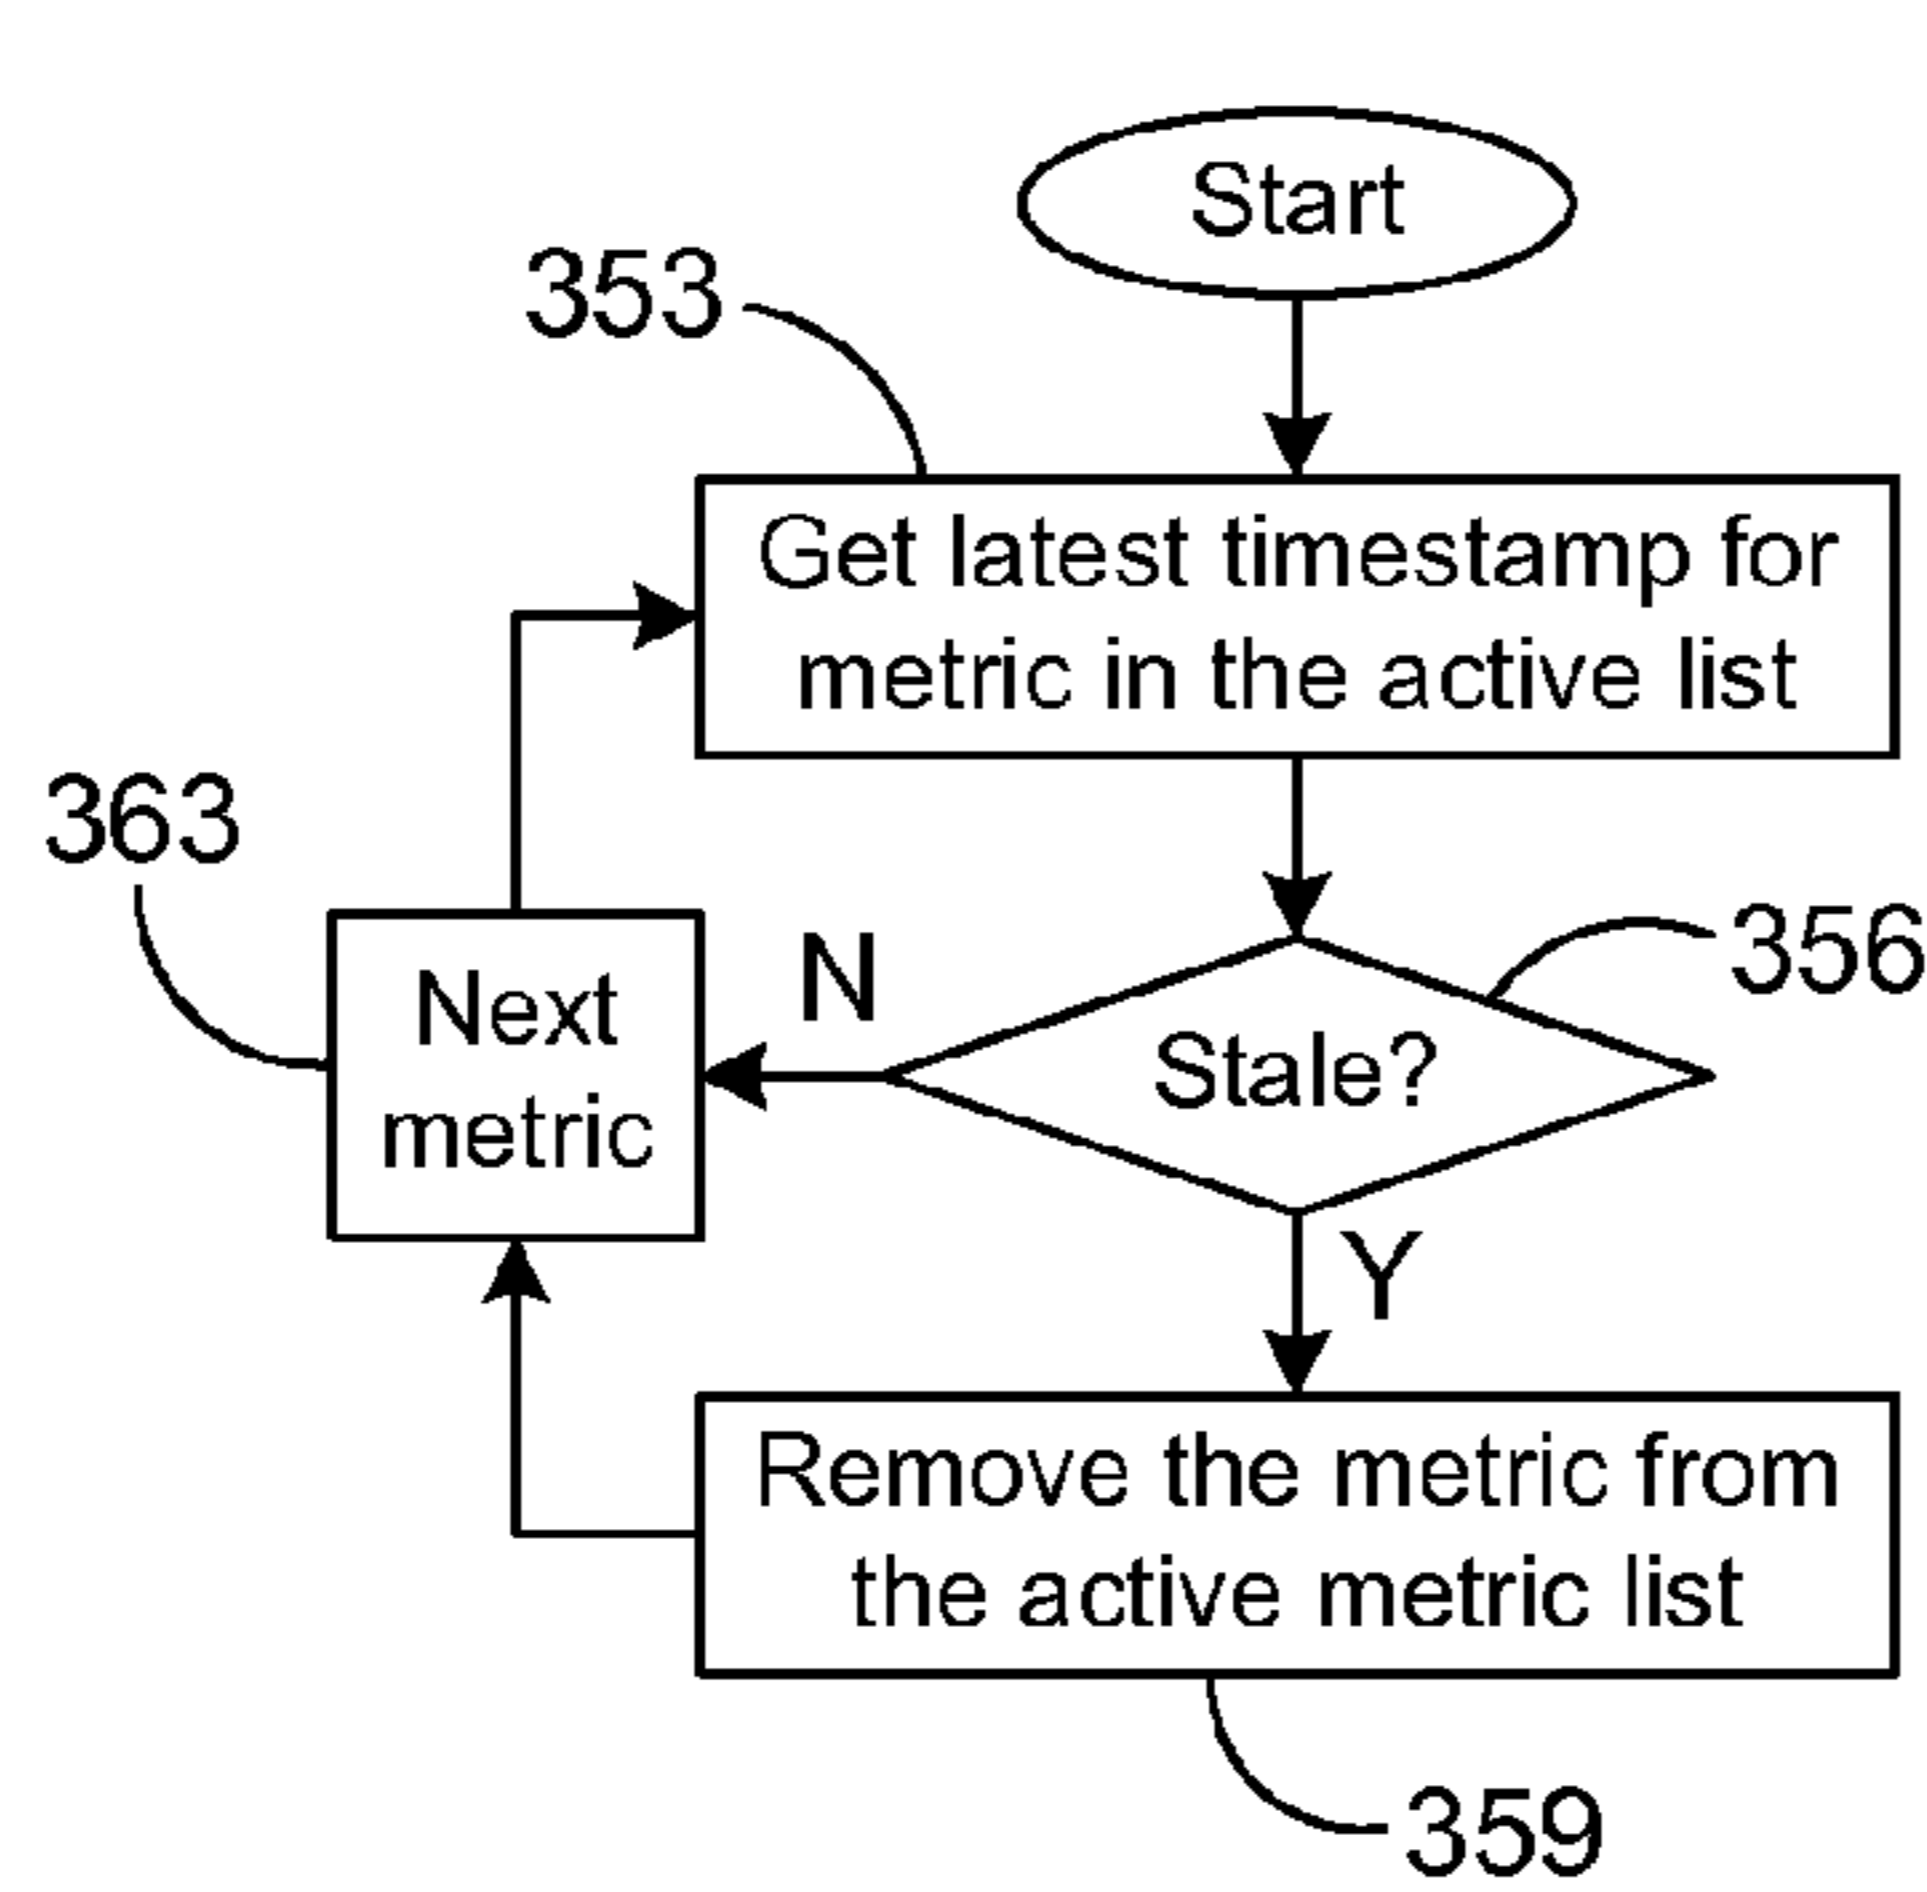 Start
353
Get latest timestamp for
metric in the active list
363
Next
metric
N
Stale?
356
Y
Remove the metric from
the active metric list
359